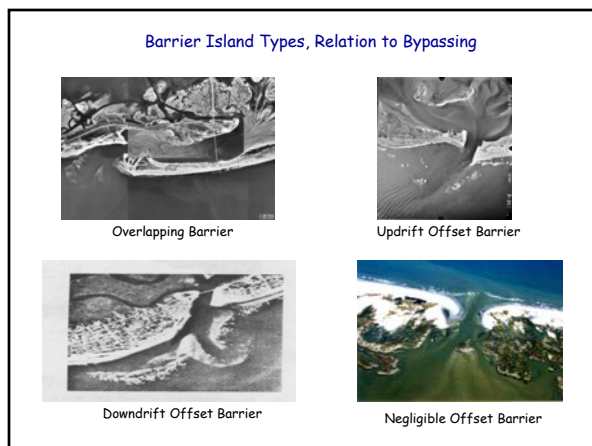 Barrier Island Types, Relation to Bypassing
Overlapping Barrier
Updrift Offset Barrier
Downdrift Offset Barrier
Negligible Offset Barrier